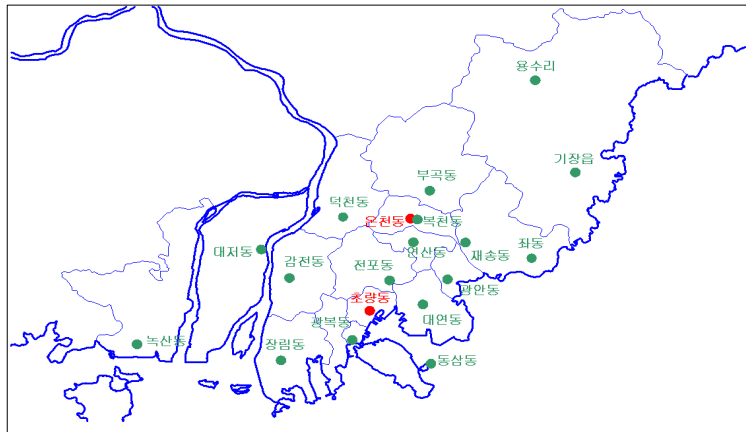 용수리
기장읍
부곡동
덕천동
온천동
복천동
연산동
재송동
좌동
대저동
감전동
전포동
광안동
초량동
대연동
광복동
녹산동
장림동
동삼동